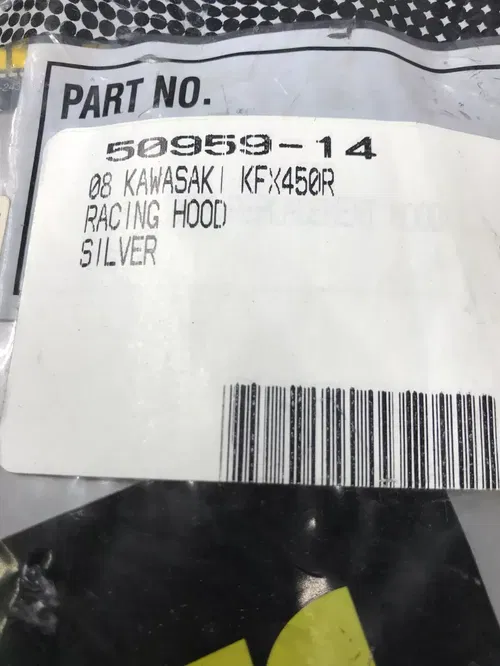 PART NO.
50959-14
08 KAWASAKI KFX450R
RACING HOOD
SILVER